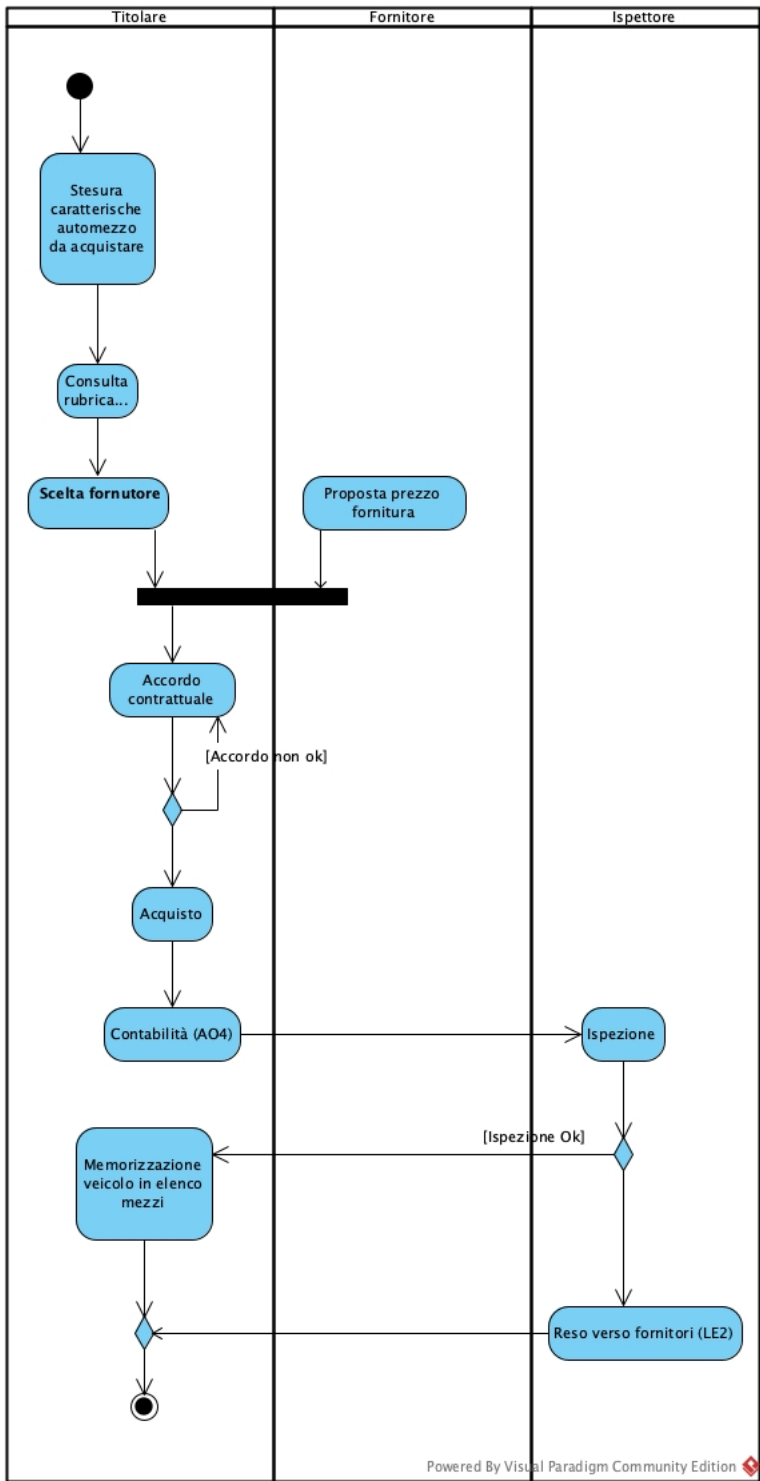 Titolare
Fornitore
Ispettore
Stesura
caratterische
automezzo
da acquistare
Consulta
rubrica...
Scelta fornutore
Proposta prezzo
fornitura
Accordo
contrattuale
[Accordo non ok]
Acquisto
Contabilità (AO4)
Ispezione
[Ispezione Ok]
Memorizzazione
veicolo in elenco
mezzi
Reso verso fornitori (LE2)
Powered By Visual Paradigm Community Edition